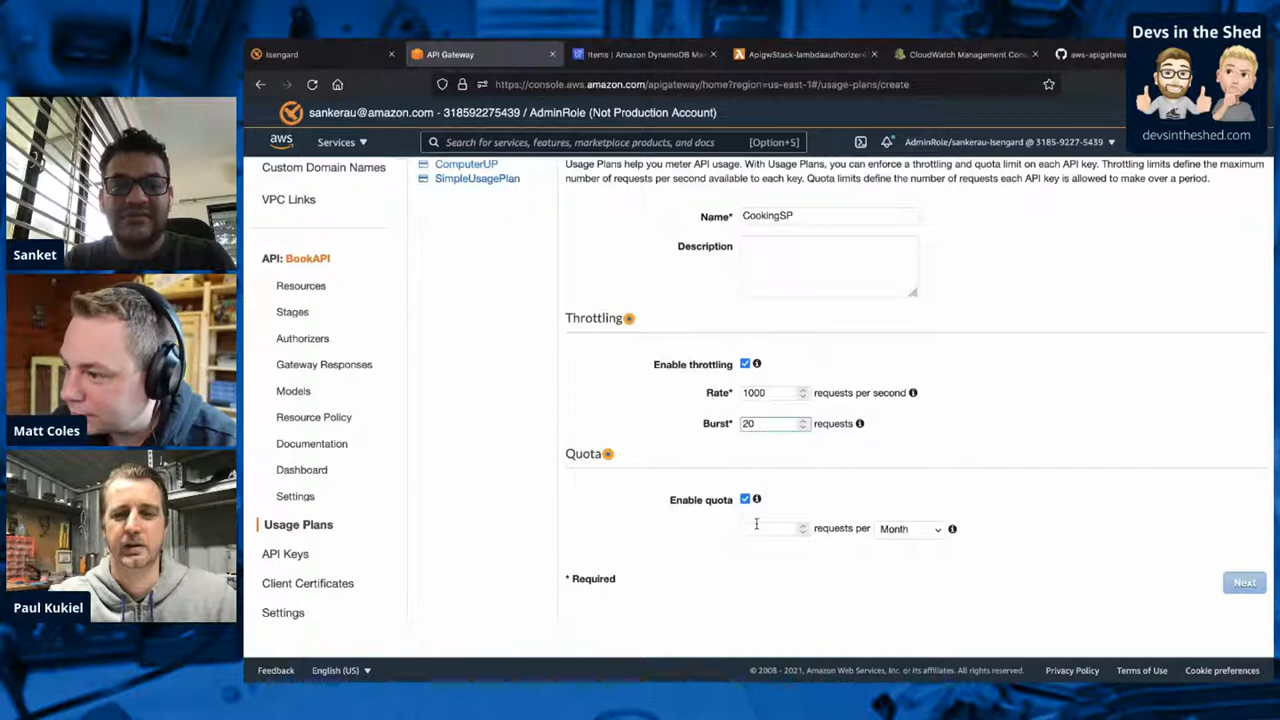 Devs in the Shed
devsintheshed.com
Isengard
API Gateway
Items | Amazon DynamoDB Ma
ApigwStack-lambdaauthorizere
CloudWatch Management Con
aws-apigatewa
https://console.aws.amazon.com/apigateway/home?region=us-east-1#/usage-plans/create
sankerau@amazon.com - 318592275439 / AdminRole (Not Production Account)
aws
Services
Search for services, features, marketplace products, and docs
[Option+S]
AdminRole/sankerau-Isengard @ 3185-9227-5439
Custom Domain Names
VPC Links
API: BookAPI
Resources
Stages
Authorizers
Gateway Responses
Models
Resource Policy
Documentation
Dashboard
Settings
Usage Plans
API Keys
Client Certificates
Settings
ComputerUP
SimpleUsagePlan
Usage Plans help you meter API usage. With Usage Plans, you can enforce a throttling and quota limit on each API key. Throttling limits define the maximum
number of requests per second available to each key. Quota limits define the number of requests each API key is allowed to make over a period.
Name* CookingSP
Description
Throttling
Enable throttling
Rate* 1000 requests per second
Burst* 20 requests
Quota
Enable quota
requests per Month
* Required
Next
Feedback
English (US)
© 2008 - 2021, Amazon Web Services, Inc. or its affiliates. All rights reserved.
Privacy Policy
Terms of Use
Cookie preferences
Sanket
Matt Coles
Paul Kukiel